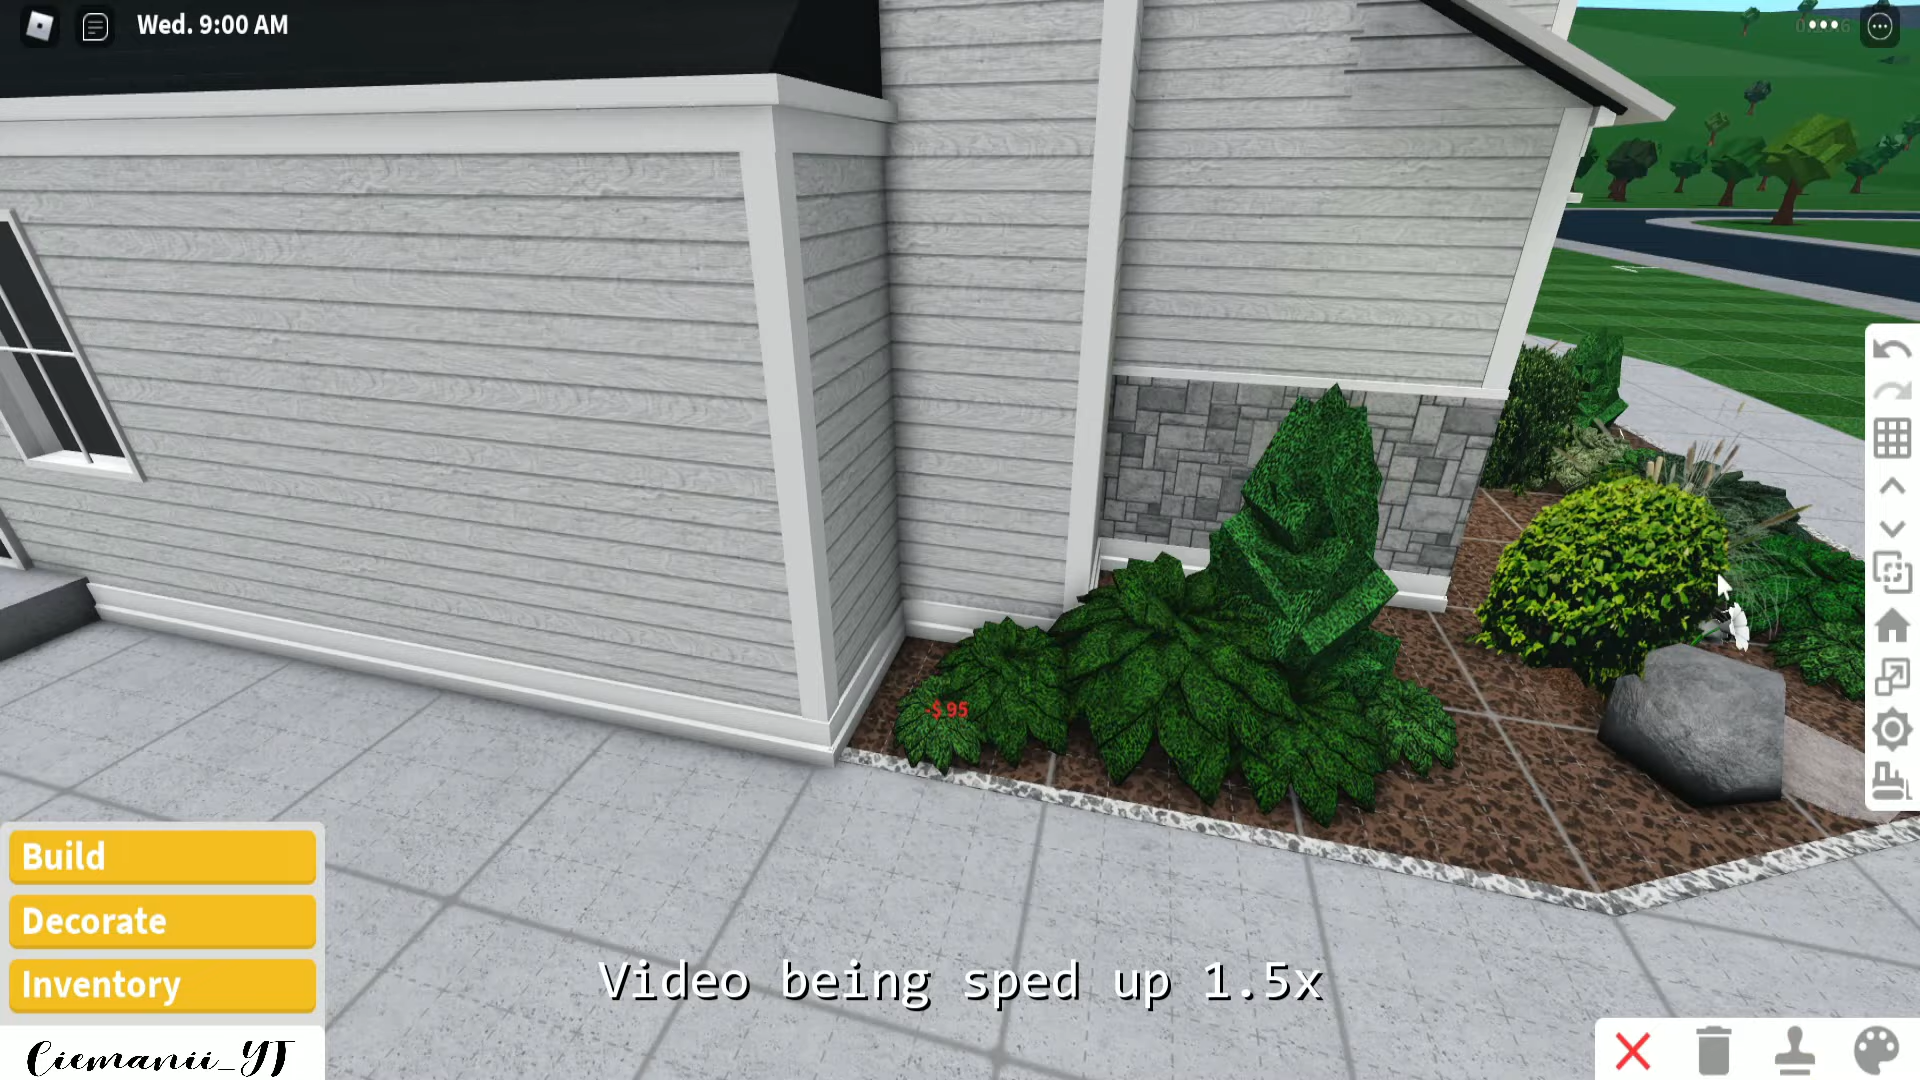 Wed. 9:00 AM
-$ 95
Build
Decorate
Inventory
Video being sped up 1.5x
Ciemanii_YT